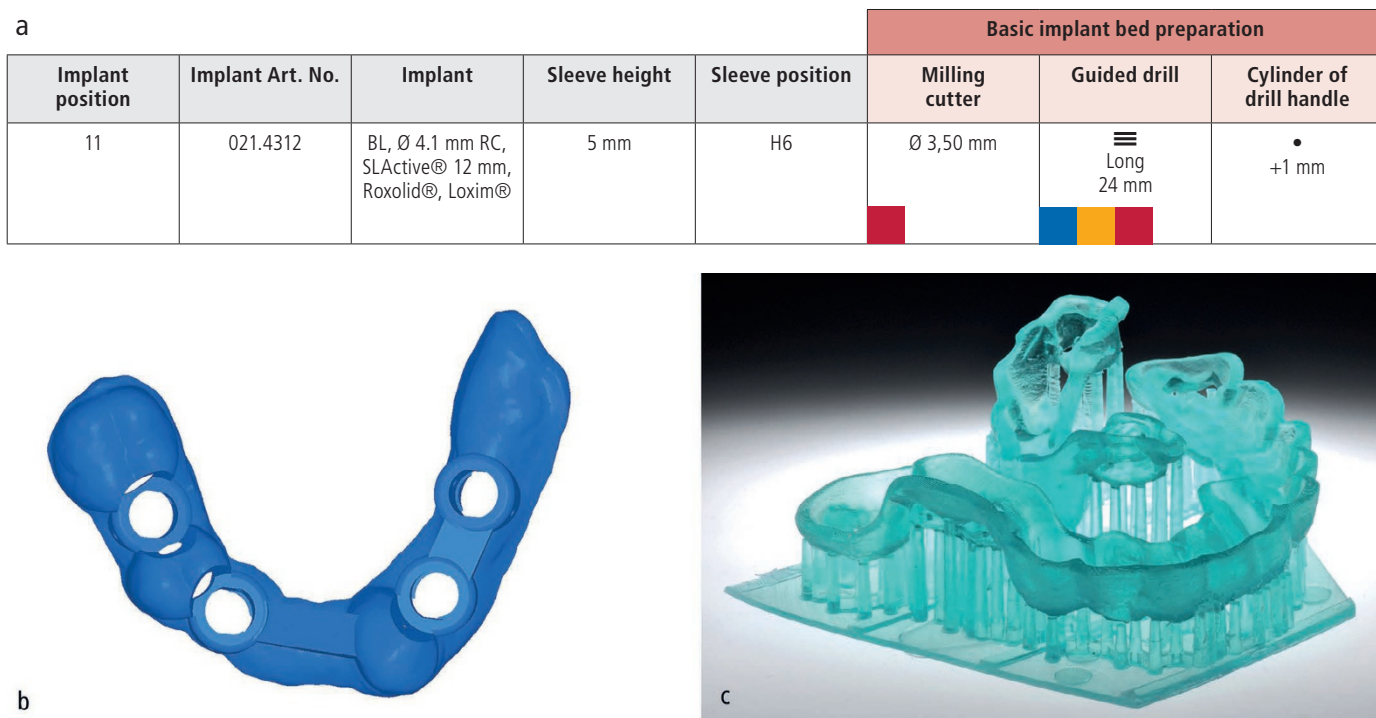 a
Basic implant bed preparation
Implant position
Implant Art. No.
Implant
Sleeve height
Sleeve position
Milling cutter
Guided drill
Cylinder of drill handle
11
021.4312
BL, Ø 4.1 mm RC,
SLActive® 12 mm,
Roxolid®, Loxim®
5 mm
H6
Ø 3,50 mm
Long
24 mm
•
+1 mm
b
c